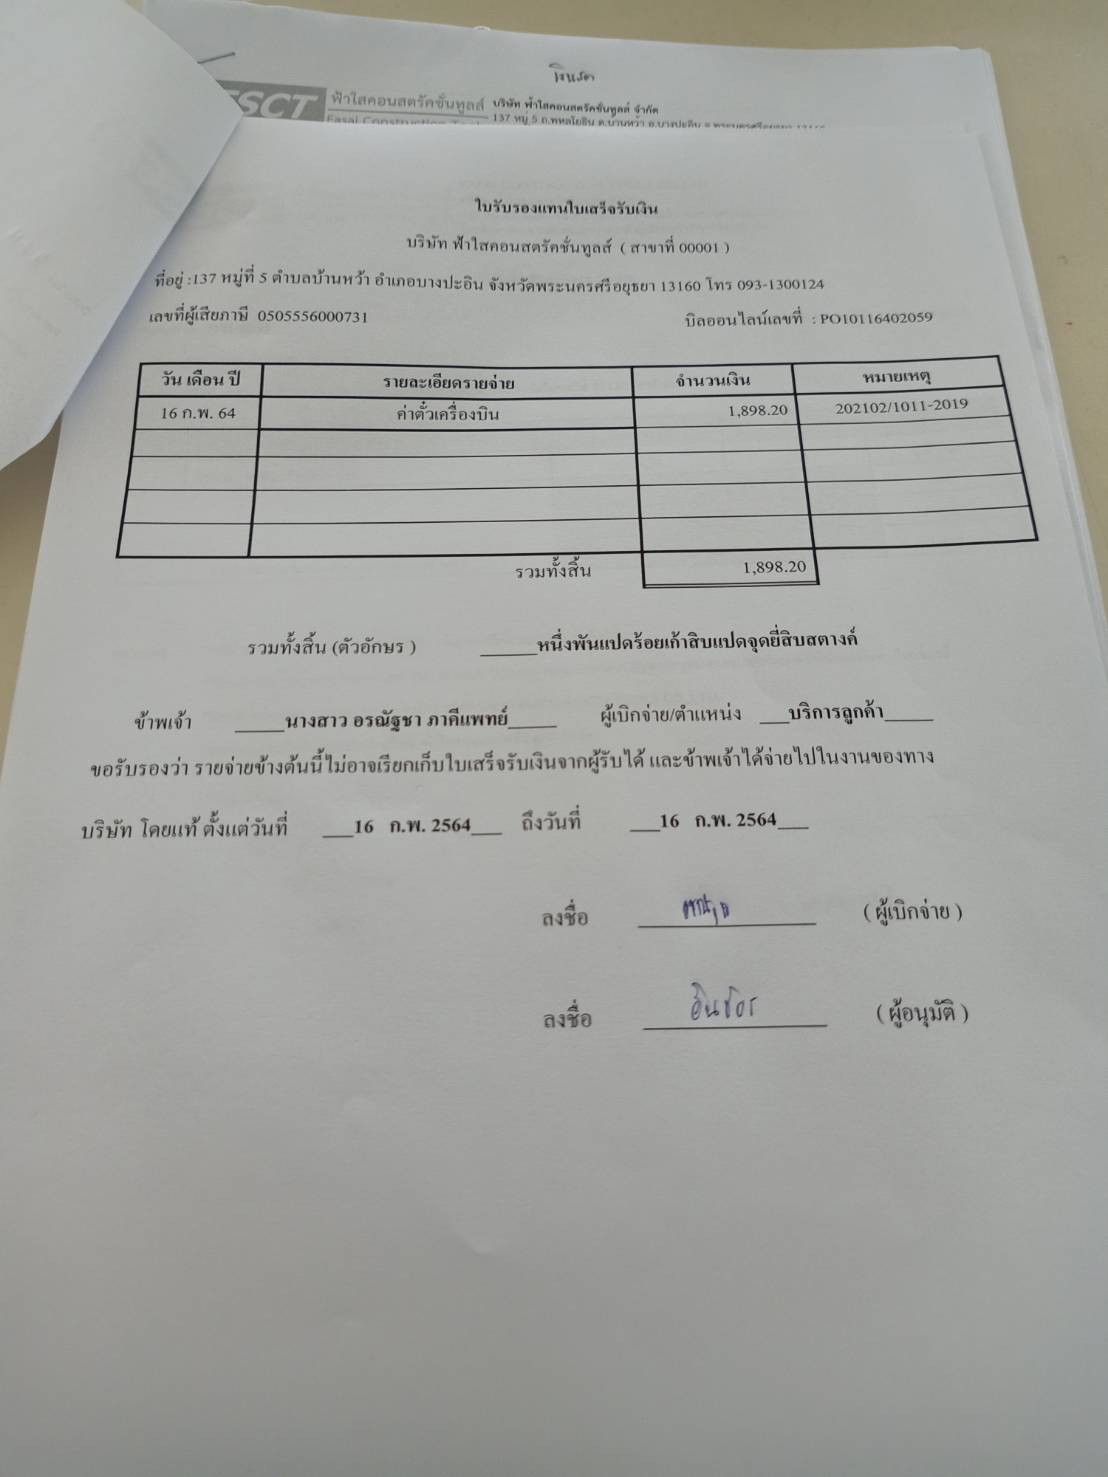 SCT ฟ้าใสคอนสตรัคชั่นทูลส์ บริษัท ฟ้าใสคอนสตรัคชั่นทูลส์ จำกัด
137 หมู่ 5 ถ.พหลโยธิน ต.บ้านหว้า อ.บางปะอิน
ใบรับรองแทนใบเสร็จรับเงิน
บริษัท ฟ้าใสคอนสตรัคชั่นทูลส์ ( สาขาที่ 00001 )
ที่อยู่ :137 หมู่ที่ 5 ตำบลบ้านหว้า อำเภอบางปะอิน จังหวัดพระนครศรีอยุธยา 13160 โทร 093-1300124
เลขที่ผู้เสียภาษี 0505556000731 บิลออนไลน์เลขที่ : PO10116402059
วัน เดือน ปี รายละเอียดรายจ่าย จำนวนเงิน หมายเหตุ
16 ก.พ. 64 ค่าตั๋วเครื่องบิน 1,898.20 202102/1011-2019
รวมทั้งสิ้น 1,898.20
รวมทั้งสิ้น (ตัวอักษร ) ______หนึ่งพันแปดร้อยเก้าสิบแปดจุดยี่สิบสตางค์
ข้าพเจ้า _____นางสาว อรณัฐชา ภาคีแพทย์_____ ผู้เบิกจ่าย/ตำแหน่ง ___บริการลูกค้า_____
ขอรับรองว่า รายจ่ายข้างต้นนี้ไม่อาจเรียกเก็บใบเสร็จรับเงินจากผู้รับได้ และข้าพเจ้าได้จ่ายไปในงานของทาง
บริษัท โดยแท้ ตั้งแต่วันที่ ___16 ก.พ. 2564___ ถึงวันที่ ___16 ก.พ. 2564___
ลงชื่อ ( ผู้เบิกจ่าย )
ลงชื่อ ( ผู้อนุมัติ )